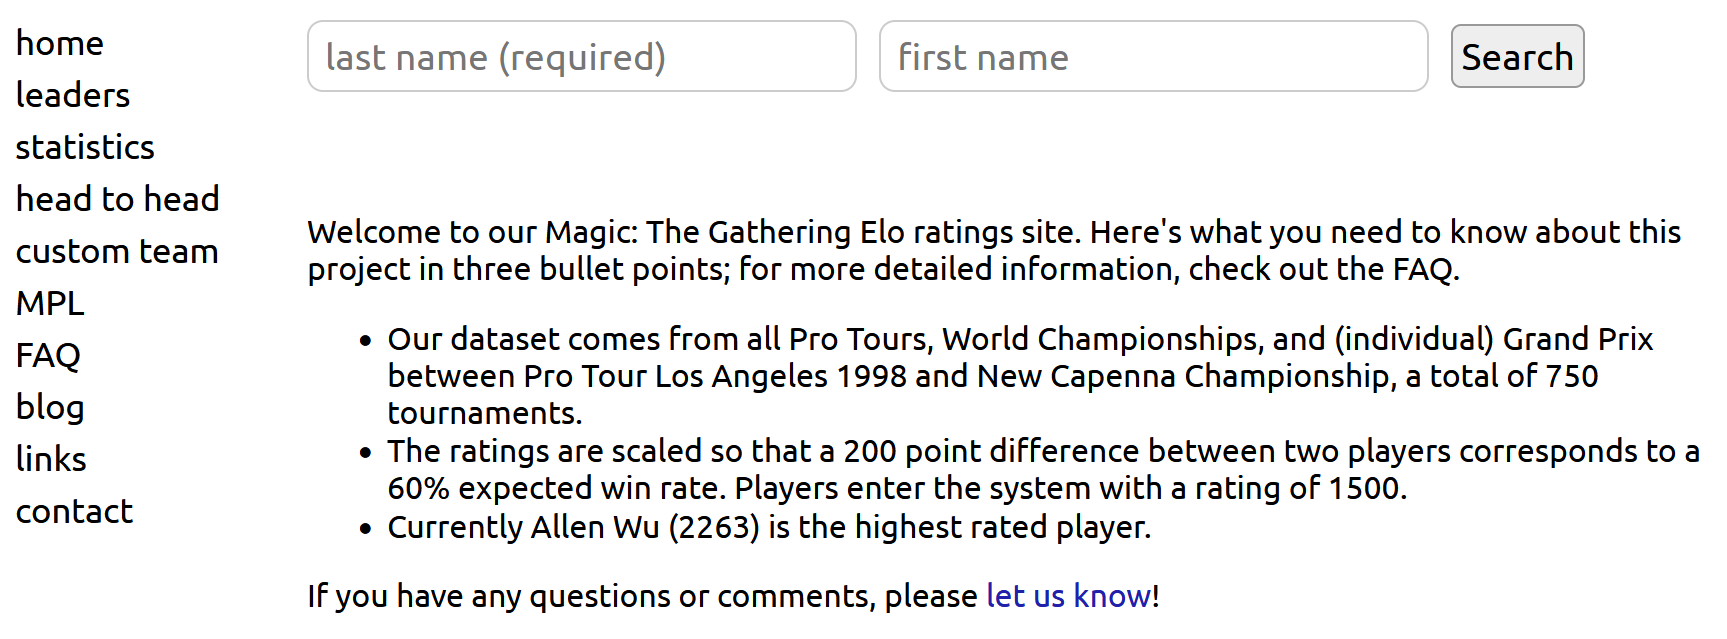 home
leaders
statistics
head to head
custom team
MPL
FAQ
blog
links
contact
last name (required)
first name
Search
Welcome to our Magic: The Gathering Elo ratings site. Here's what you need to know about this
project in three bullet points; for more detailed information, check out the FAQ.
• Our dataset comes from all Pro Tours, World Championships, and (individual) Grand Prix
between Pro Tour Los Angeles 1998 and New Capenna Championship, a total of 750
tournaments.
• The ratings are scaled so that a 200 point difference between two players corresponds to a
60% expected win rate. Players enter the system with a rating of 1500.
• Currently Allen Wu (2263) is the highest rated player.
If you have any questions or comments, please let us know!